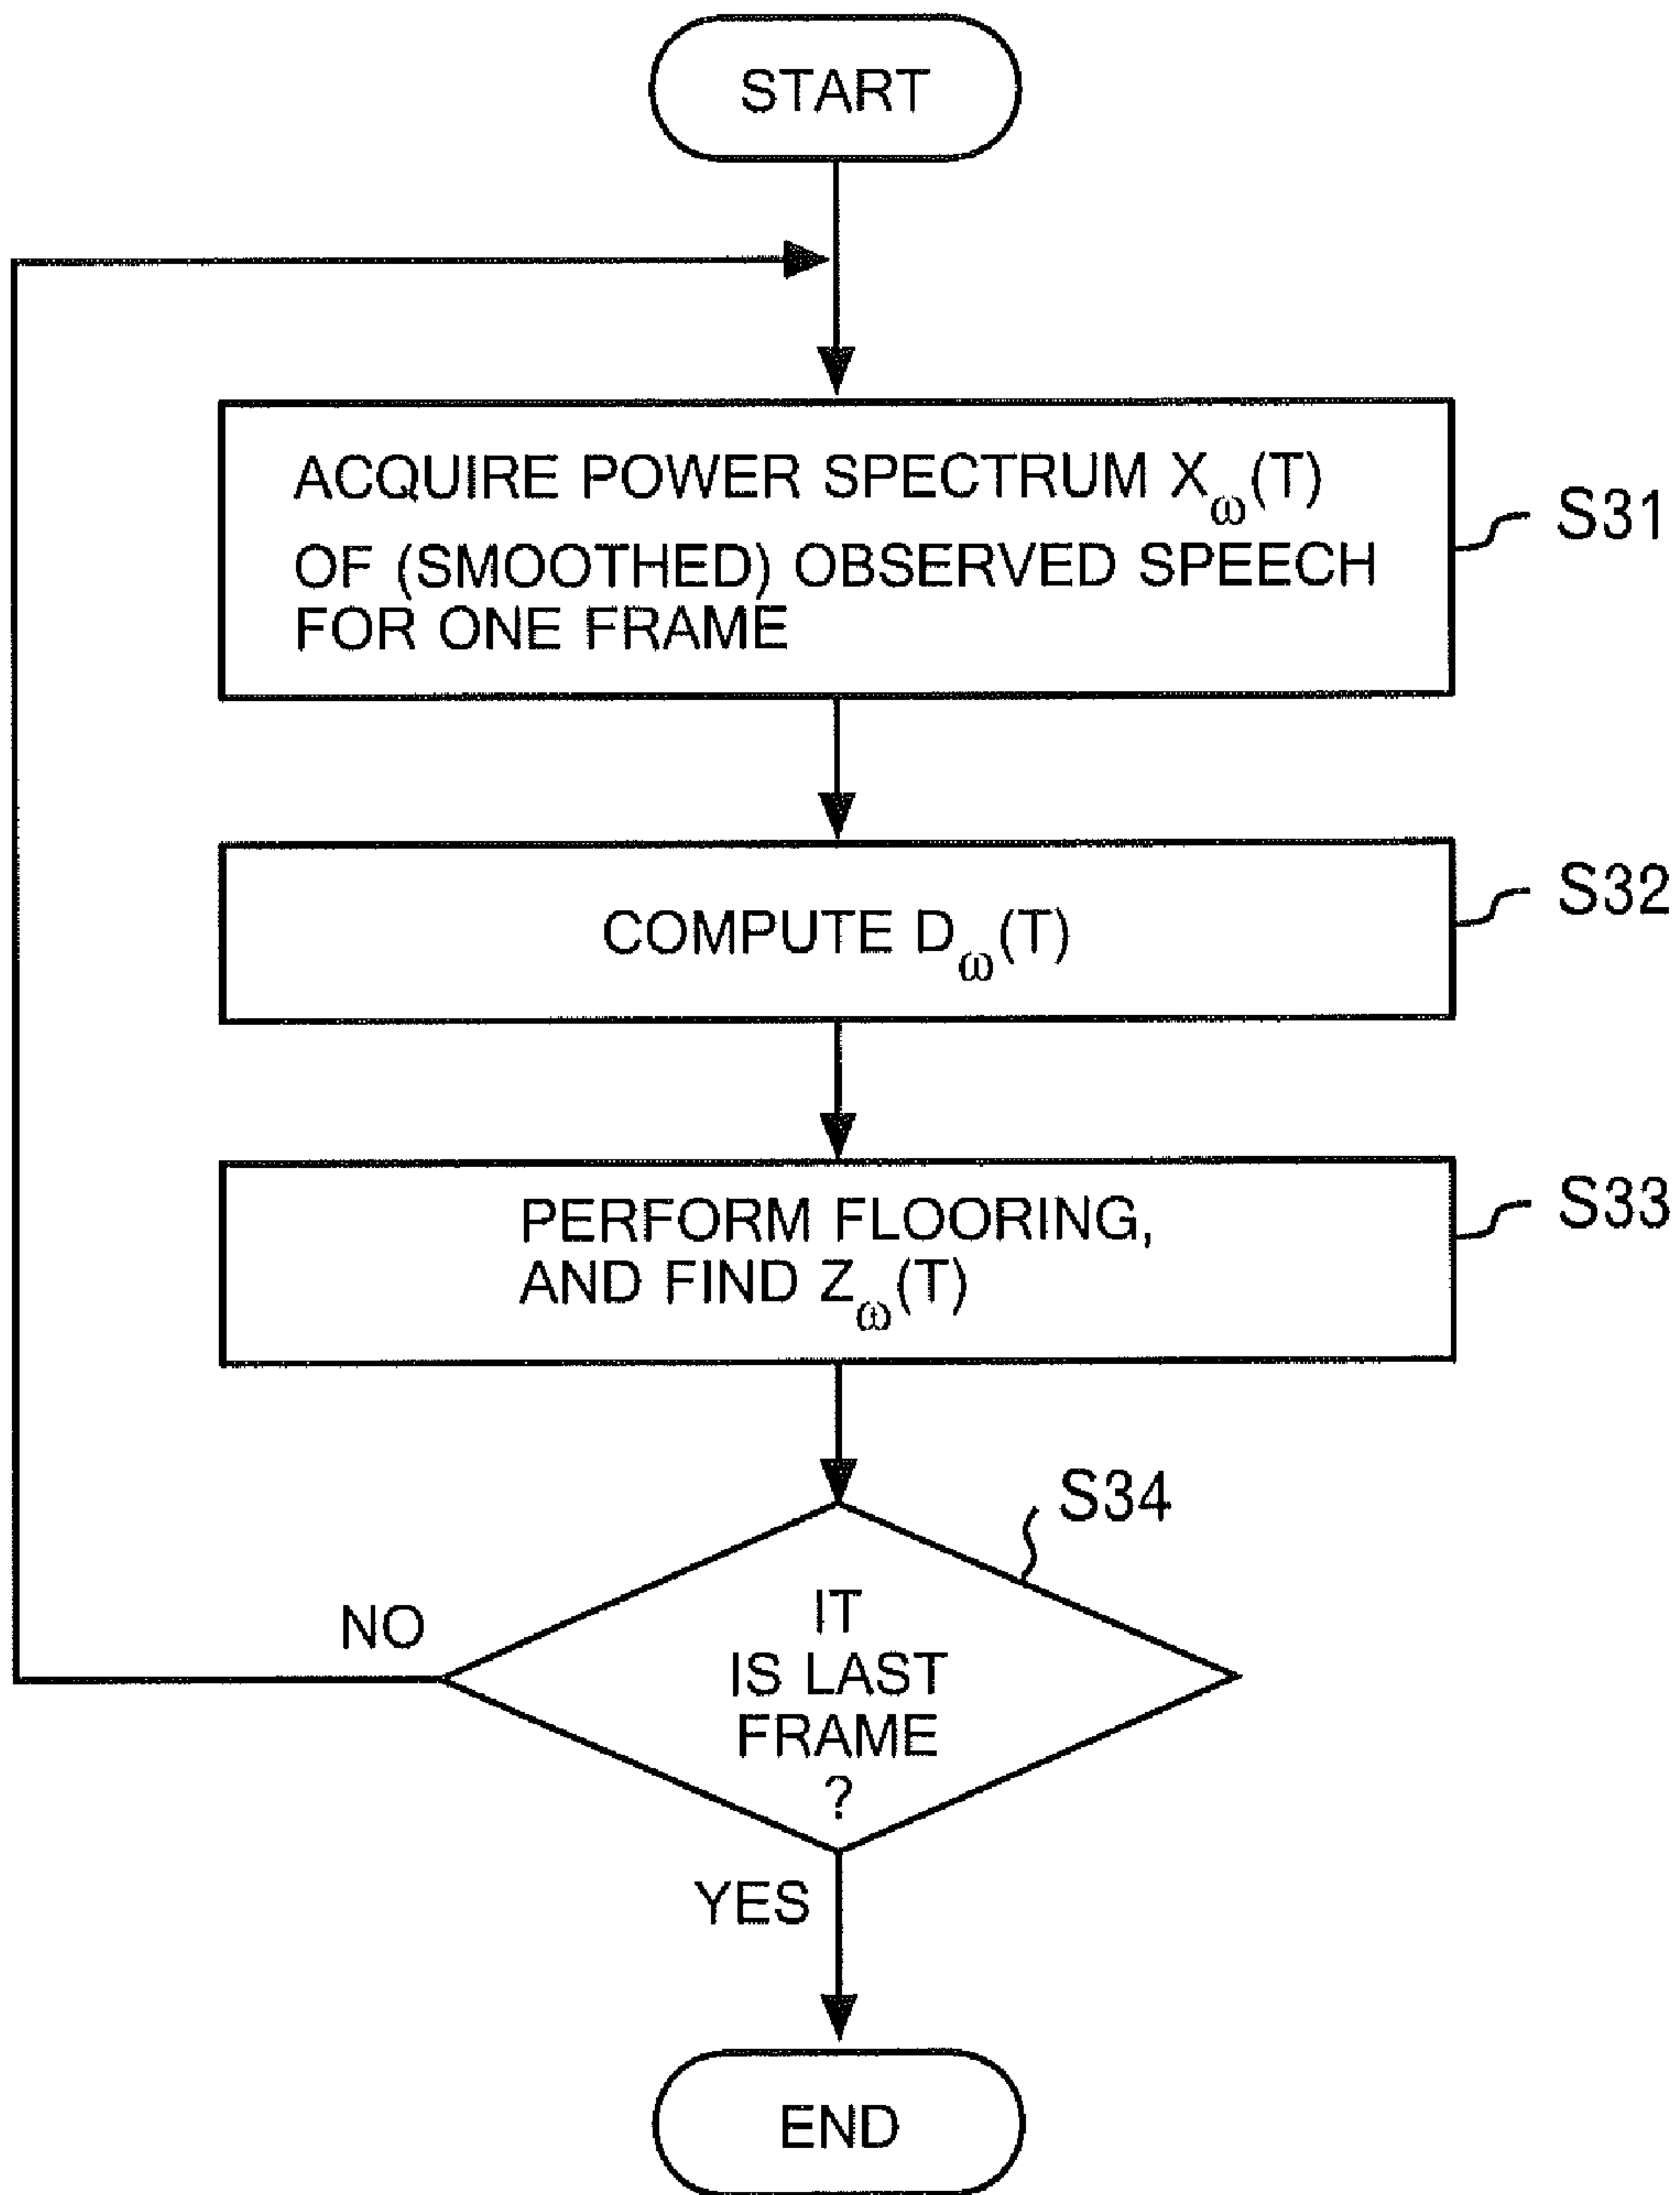 START
ACQUIRE POWER SPECTRUM Xω(T)
OF (SMOOTHED) OBSERVED SPEECH
FOR ONE FRAME
S31
COMPUTE Dω(T)
S32
PERFORM FLOORING,
AND FIND Zω(T)
S33
S34
IT
IS LAST
FRAME
?
NO
YES
END